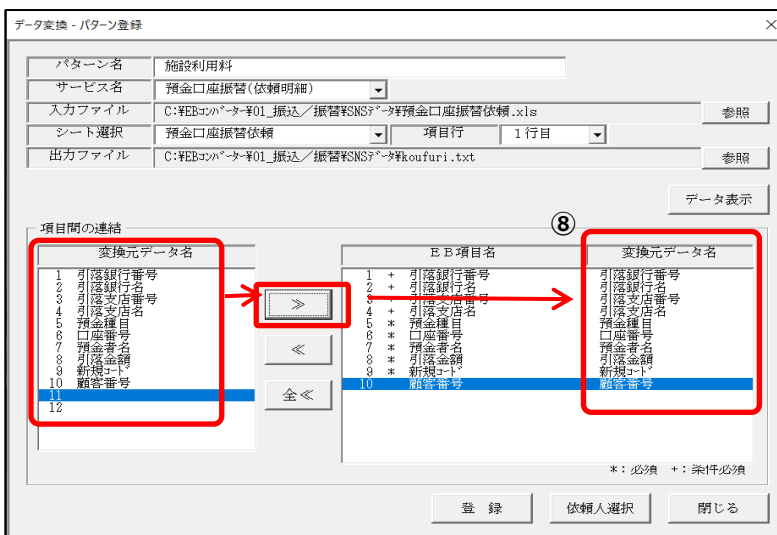 データ変換 - パターン登録 ×
パターン名 施設利用料
サービス名 預金口座振替(依頼明細)
入力ファイル C:¥EBｺﾝﾊﾞｰﾀｰ¥01_振込／振替¥SNSﾃﾞｰﾀ¥預金口座振替依頼.xls 参照
シート選択 預金口座振替依頼 項目行 1行目
出力ファイル C:¥EBｺﾝﾊﾞｰﾀｰ¥01_振込／振替¥SNSﾃﾞｰﾀ¥koufuri.txt 参照
データ表示
項目間の連結 ⑧
変換元データ名
1 引落銀行番号
2 引落銀行名
3 引落支店番号
4 引落支店名
5 預金種目
6 口座番号
7 預金者名
8 引落金額
9 新規ｺｰﾄﾞ
10 顧客番号
11
12
≫
≪
全≪
ＥＢ項目名 変換元データ名
1 + 引落銀行番号 引落銀行番号
2 + 引落銀行名 引落銀行名
3 + 引落支店番号 引落支店番号
4 + 引落支店名 引落支店名
5 * 預金種目 預金種目
6 * 口座番号 口座番号
7 * 預金者名 預金者名
8 * 引落金額 引落金額
9 * 新規ｺｰﾄﾞ 新規ｺｰﾄﾞ
10 顧客番号 顧客番号
*：必須 +：条件必須
登 録 依頼人選択 閉じる